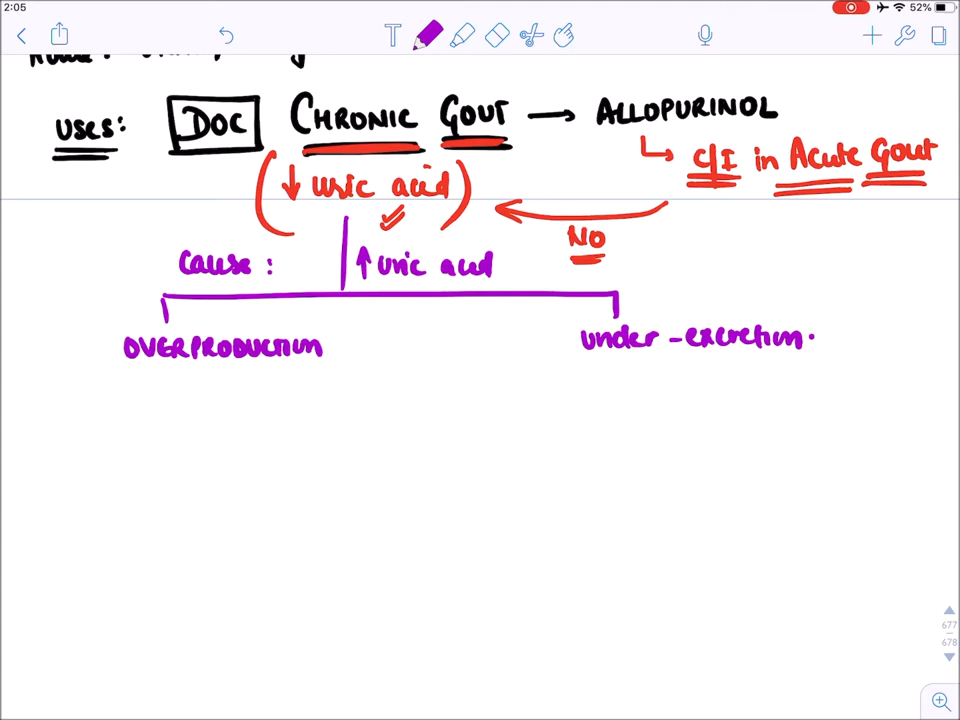 2:05
52%
T
Uses: DOC CHRONIC GOUT → ALLOPURINOL
↳ C/I in Acute Gout
(↓ uric acid) ✓
NO
Cause: ↑ uric acid
OVERPRODUCTION
under-excretion.
677
678